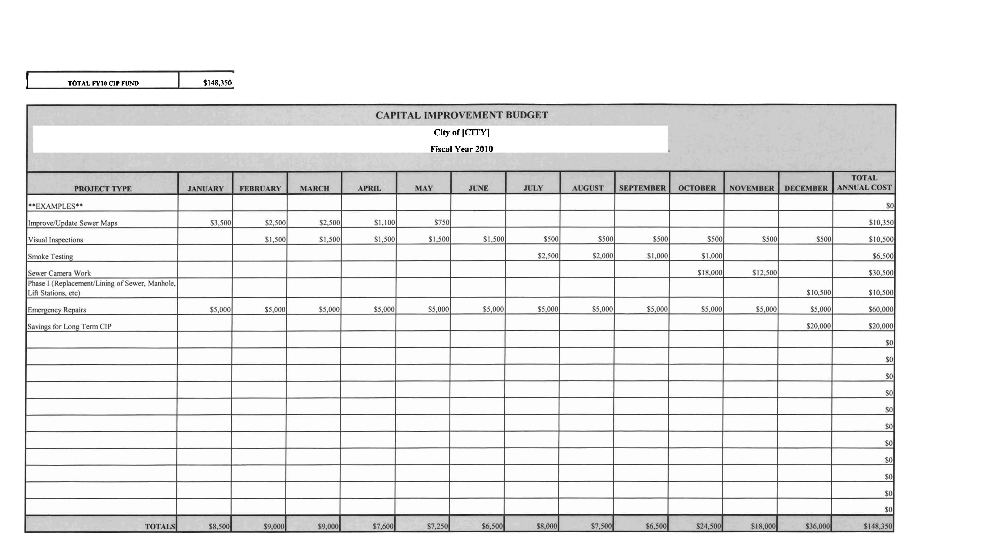 TOTAL FY10 CIP FUND $148,350
CAPITAL IMPROVEMENT BUDGET
City of |CITY|
Fiscal Year 2010
PROJECT TYPE JANUARY FEBRUARY MARCH APRIL MAY JUNE JULY AUGUST SEPTEMBER OCTOBER NOVEMBER DECEMBER TOTAL ANNUAL COST
**EXAMPLES** $0
Improve/Update Sewer Maps $3,500 $2,500 $2,500 $1,100 $750 $10,350
Visual Inspections $1,500 $1,500 $1,500 $1,500 $1,500 $500 $500 $500 $500 $500 $500 $10,500
Smoke Testing $2,500 $2,000 $1,000 $1,000 $6,500
Sewer Camera Work $18,000 $12,500 $30,500
Phase I (Replacement/Lining of Sewer, Manhole,
Lift Stations, etc) $10,500 $10,500
Emergency Repairs $5,000 $5,000 $5,000 $5,000 $5,000 $5,000 $5,000 $5,000 $5,000 $5,000 $5,000 $5,000 $60,000
Savings for Long Term CIP $20,000 $20,000
$0
$0
$0
$0
$0
$0
$0
$0
$0
$0
$0
TOTALS $8,500 $9,000 $9,000 $7,600 $7,250 $6,500 $8,000 $7,500 $6,500 $24,500 $18,000 $36,000 $148,350